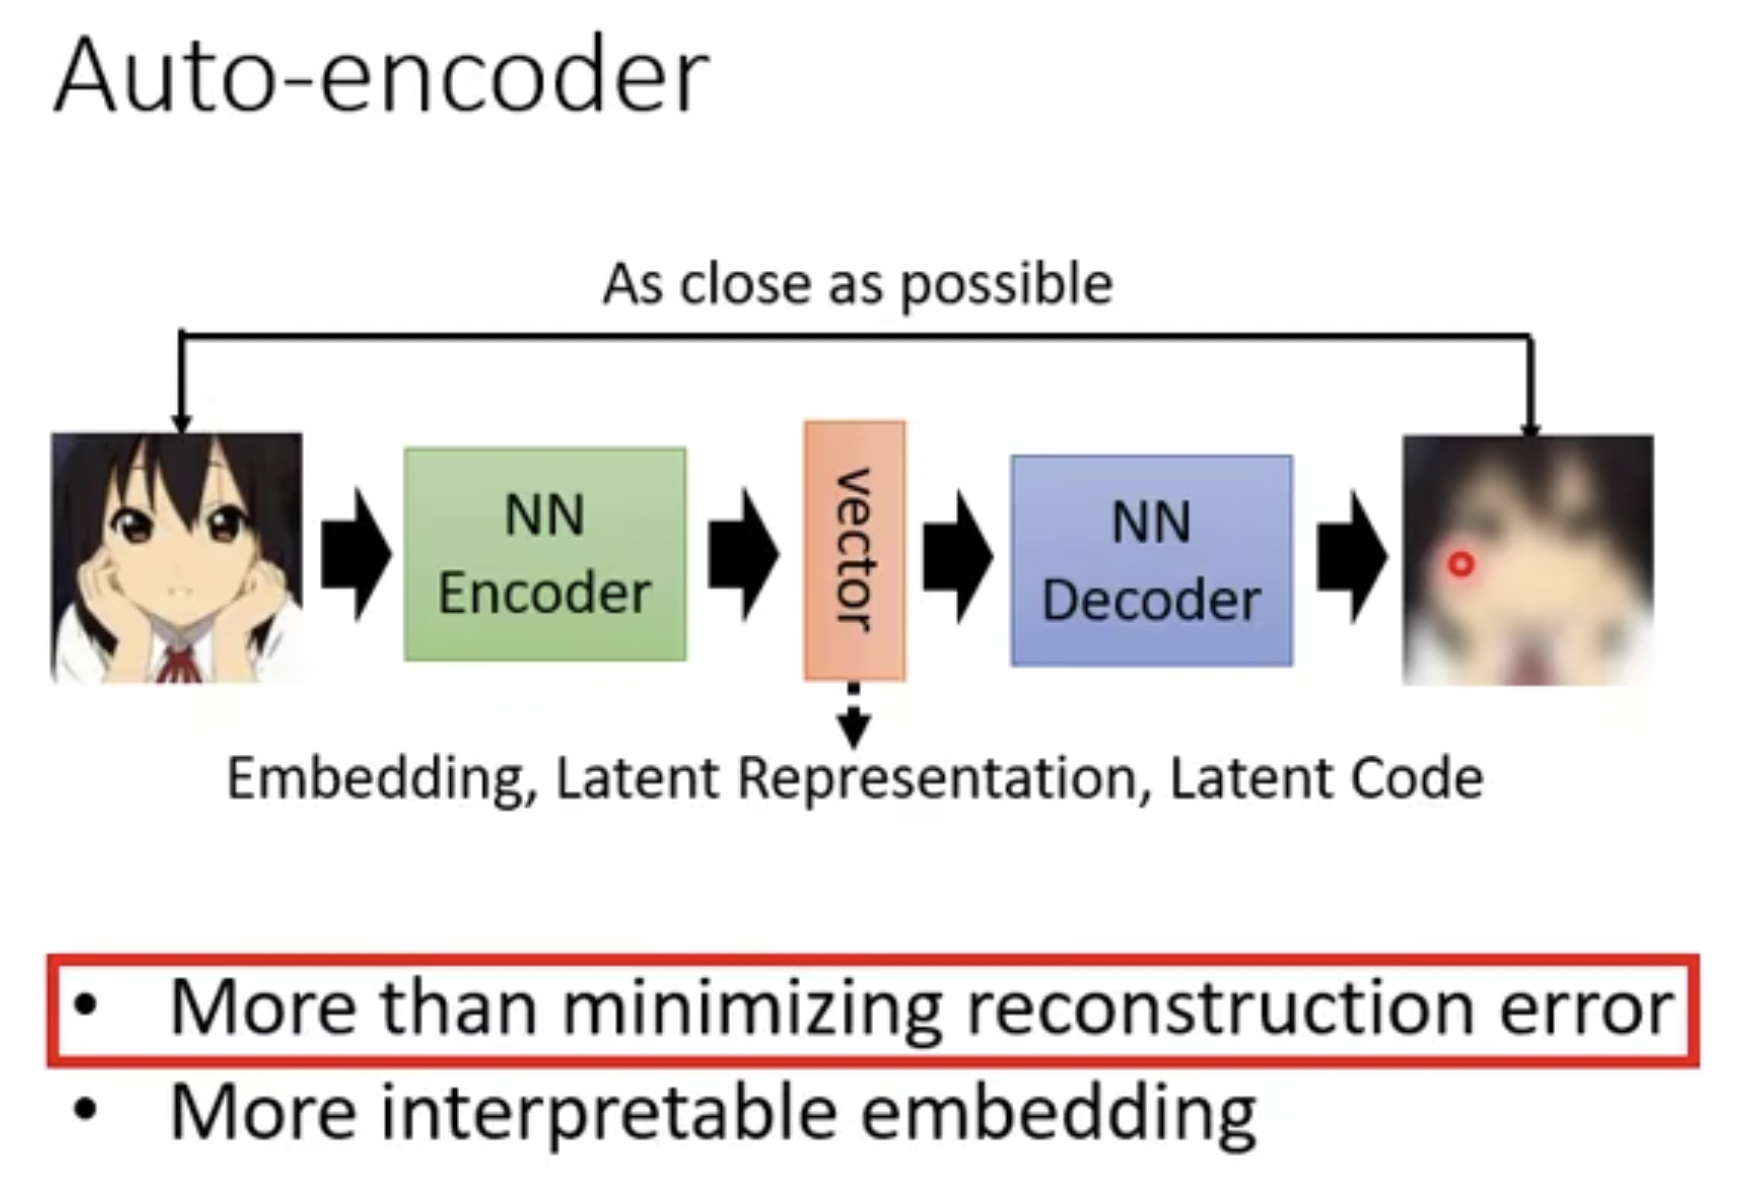 Auto-encoder
As close as possible
NN
Encoder
vector
NN
Decoder
Embedding, Latent Representation, Latent Code
• More than minimizing reconstruction error
• More interpretable embedding